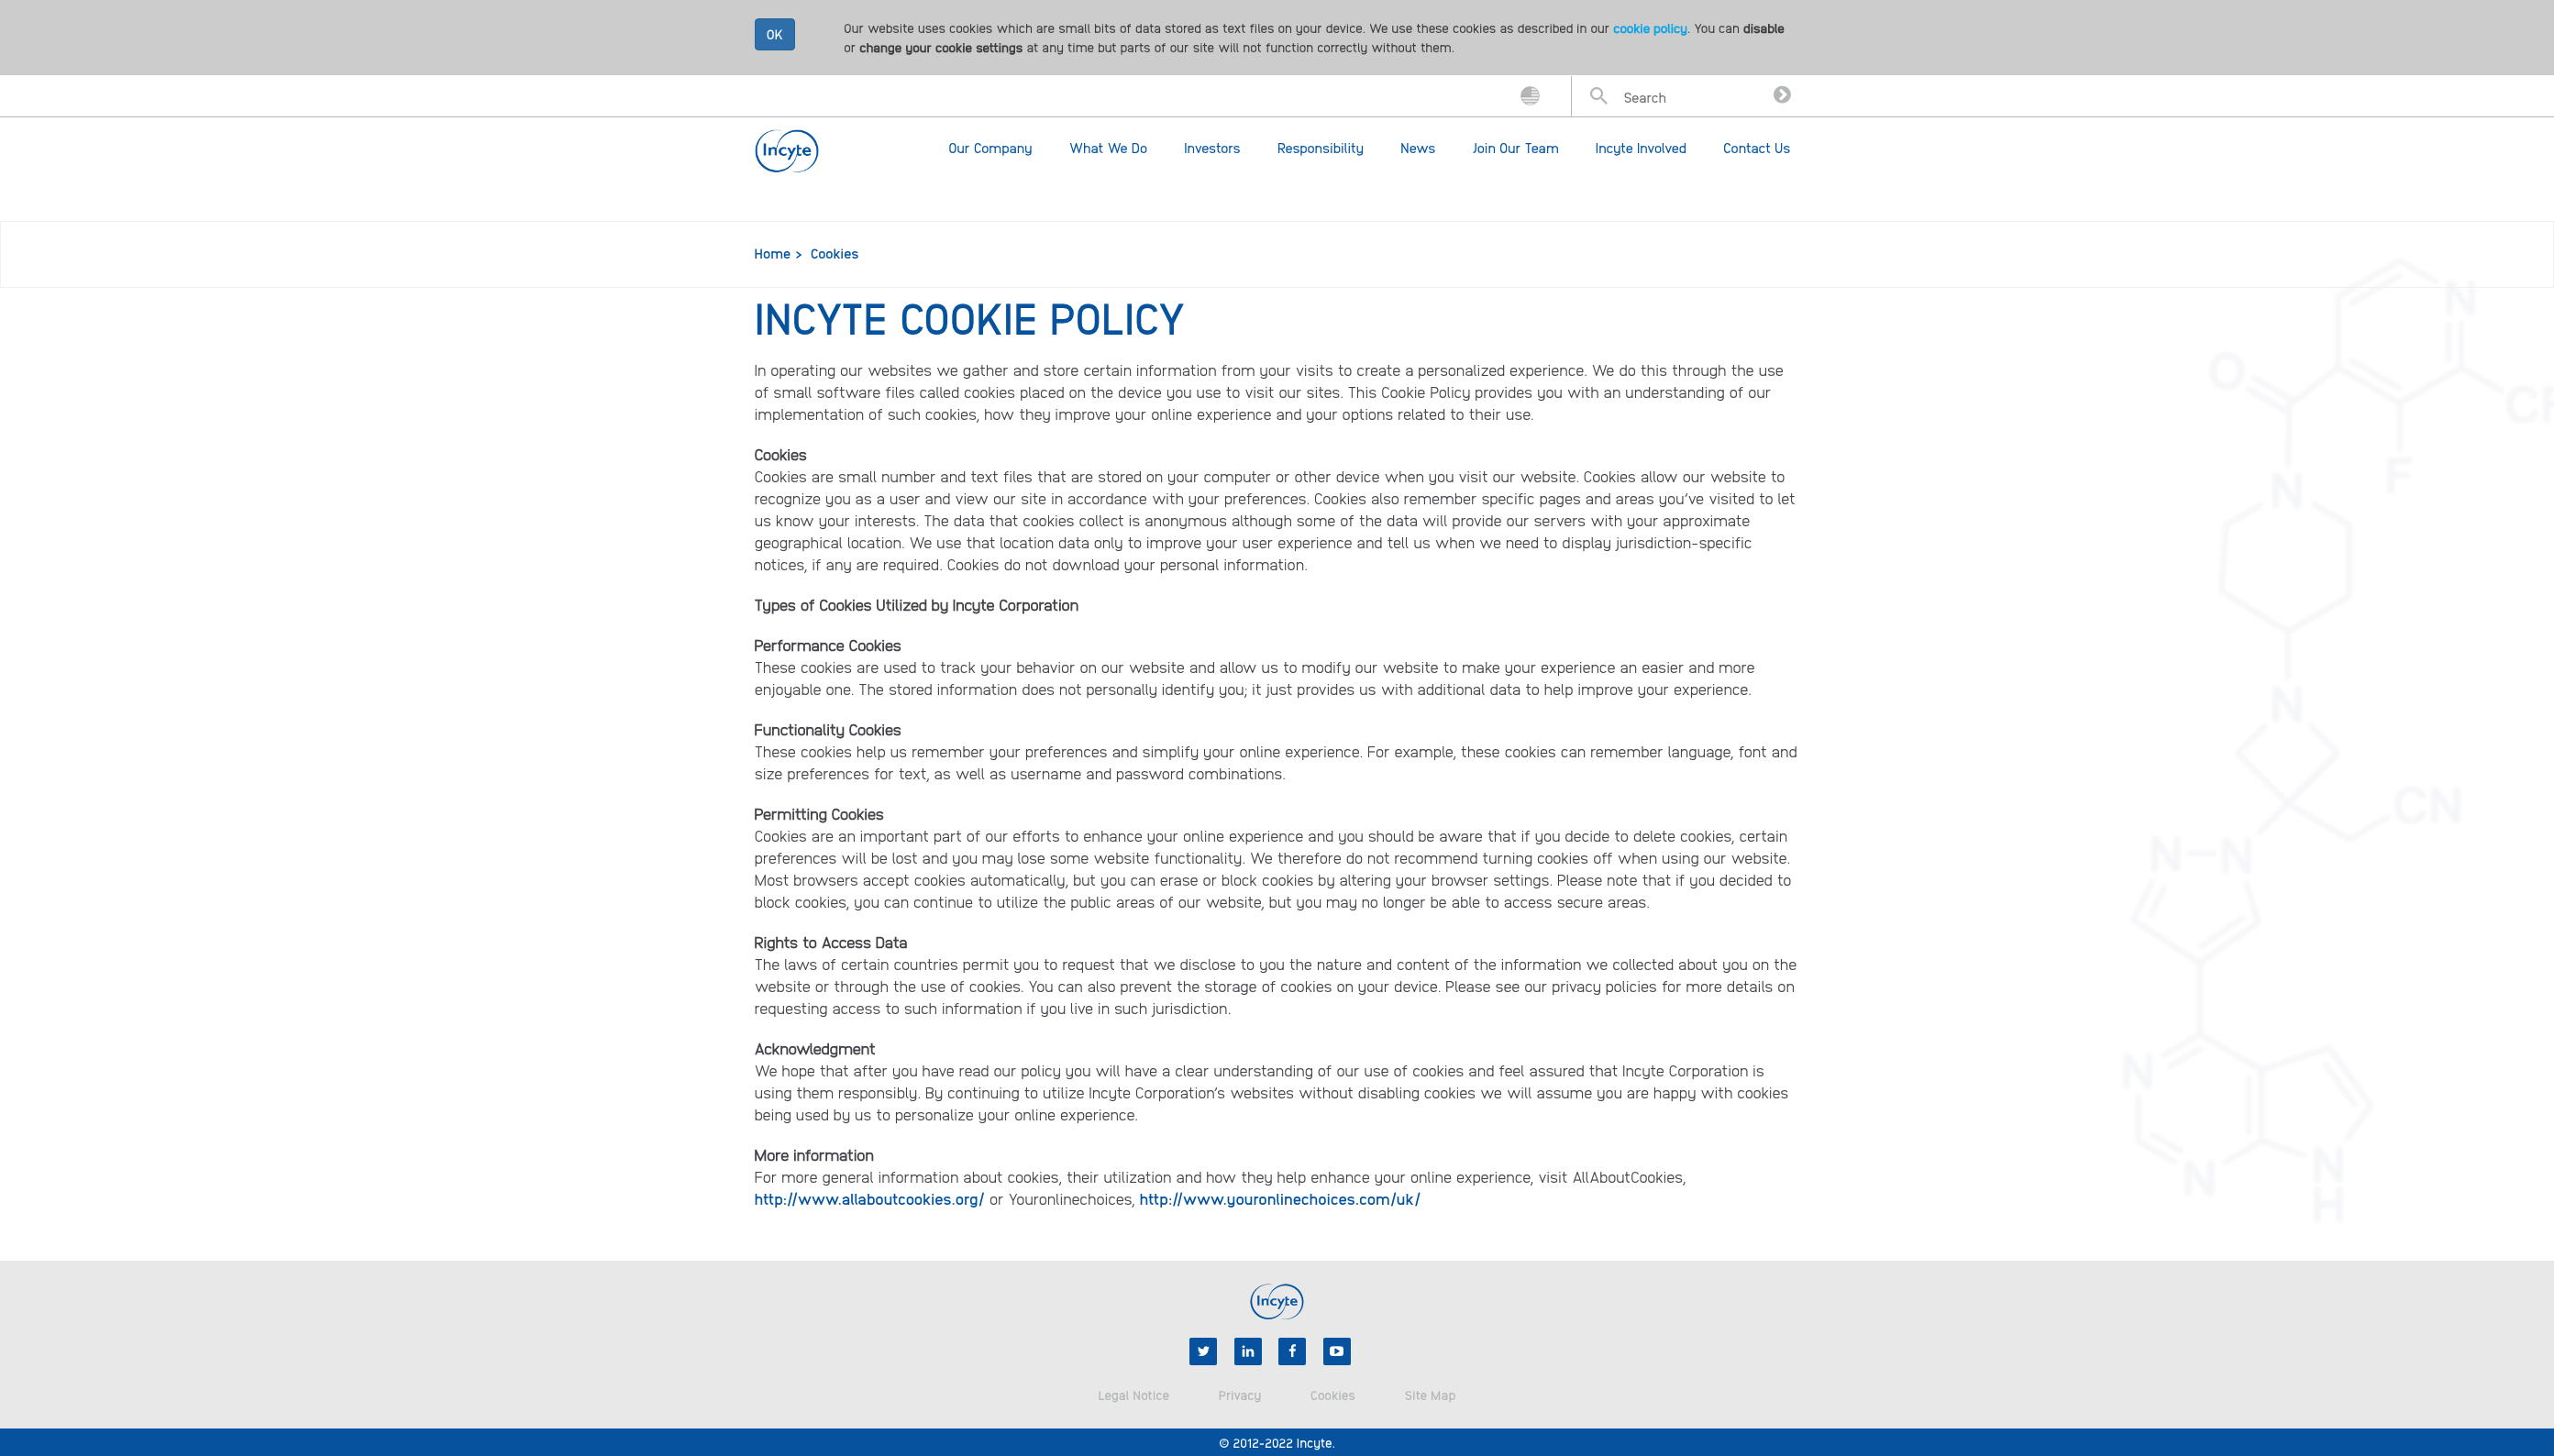 OK
Our website uses cookies which are small bits of data stored as text files on your device. We use these cookies as described in our cookie policy. You can disable
or change your cookie settings at any time but parts of our site will not function correctly without them.
Search
Incyte
Our Company
What We Do
Investors
Responsibility
News
Join Our Team
Incyte Involved
Contact Us
Home > Cookies
INCYTE COOKIE POLICY
In operating our websites we gather and store certain information from your visits to create a personalized experience. We do this through the use
of small software files called cookies placed on the device you use to visit our sites. This Cookie Policy provides you with an understanding of our
implementation of such cookies, how they improve your online experience and your options related to their use.
Cookies
Cookies are small number and text files that are stored on your computer or other device when you visit our website. Cookies allow our website to
recognize you as a user and view our site in accordance with your preferences. Cookies also remember specific pages and areas you've visited to let
us know your interests. The data that cookies collect is anonymous although some of the data will provide our servers with your approximate
geographical location. We use that location data only to improve your user experience and tell us when we need to display jurisdiction-specific
notices, if any are required. Cookies do not download your personal information.
Types of Cookies Utilized by Incyte Corporation
Performance Cookies
These cookies are used to track your behavior on our website and allow us to modify our website to make your experience an easier and more
enjoyable one. The stored information does not personally identify you; it just provides us with additional data to help improve your experience.
Functionality Cookies
These cookies help us remember your preferences and simplify your online experience. For example, these cookies can remember language, font and
size preferences for text, as well as username and password combinations.
Permitting Cookies
Cookies are an important part of our efforts to enhance your online experience and you should be aware that if you decide to delete cookies, certain
preferences will be lost and you may lose some website functionality. We therefore do not recommend turning cookies off when using our website.
Most browsers accept cookies automatically, but you can erase or block cookies by altering your browser settings. Please note that if you decided to
block cookies, you can continue to utilize the public areas of our website, but you may no longer be able to access secure areas.
Rights to Access Data
The laws of certain countries permit you to request that we disclose to you the nature and content of the information we collected about you on the
website or through the use of cookies. You can also prevent the storage of cookies on your device. Please see our privacy policies for more details on
requesting access to such information if you live in such jurisdiction.
Acknowledgment
We hope that after you have read our policy you will have a clear understanding of our use of cookies and feel assured that Incyte Corporation is
using them responsibly. By continuing to utilize Incyte Corporation's websites without disabling cookies we will assume you are happy with cookies
being used by us to personalize your online experience.
More information
For more general information about cookies, their utilization and how they help enhance your online experience, visit AllAboutCookies,
http://www.allaboutcookies.org/ or Youronlinechoices, http://www.youronlinechoices.com/uk/
N
O
F
N
N
CN
N
N
N
N
N
H
Incyte
Legal Notice
Privacy
Cookies
Site Map
© 2012-2022 Incyte.